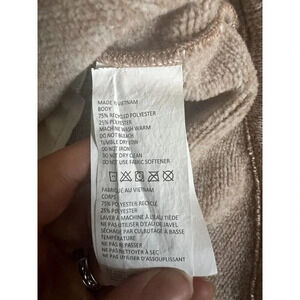 MADE IN VIETNAM
BODY
75% RECYCLED POLYESTER
25% POLYESTER
MACHINE WASH WARM
DO NOT BLEACH
TUMBLE DRY LOW
DO NOT IRON
DO NOT DRY CLEAN
DO NOT USE FABRIC SOFTENER
FABRIQUÉ AU VIETNAM
CORPS
75% POLYESTER RECYCLÉ
25% POLYESTER
LAVER À MACHINE À L'EAU TIÈDE
NE PAS UTILISER D'EAU DE JAVEL
SÉCHAGE PAR CULBUTAGE À BASSE
TEMPÉRATURE
NE PAS REPASSER
NE PAS NETTOYER À SEC
NE PAS UTILISER D'ASSOUPLISSANT